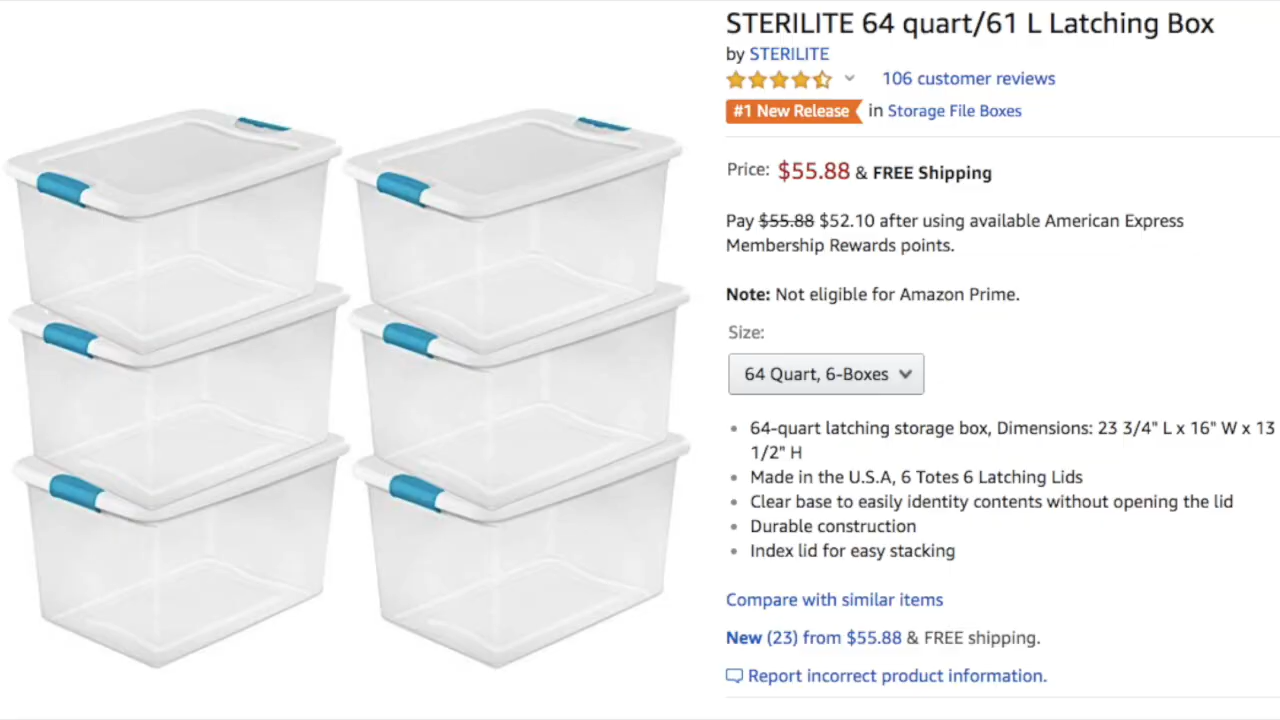 STERILITE 64 quart/61 L Latching Box
by STERILITE
106 customer reviews
#1 New Release in Storage File Boxes
Price: $55.88 & FREE Shipping
Pay $55.88 $52.10 after using available American Express
Membership Rewards points.
Note: Not eligible for Amazon Prime.
Size:
64 Quart, 6-Boxes
64-quart latching storage box, Dimensions: 23 3/4" L x 16" W x 13
1/2" H
Made in the U.S.A, 6 Totes 6 Latching Lids
Clear base to easily identity contents without opening the lid
Durable construction
Index lid for easy stacking
Compare with similar items
New (23) from $55.88 & FREE shipping.
Report incorrect product information.